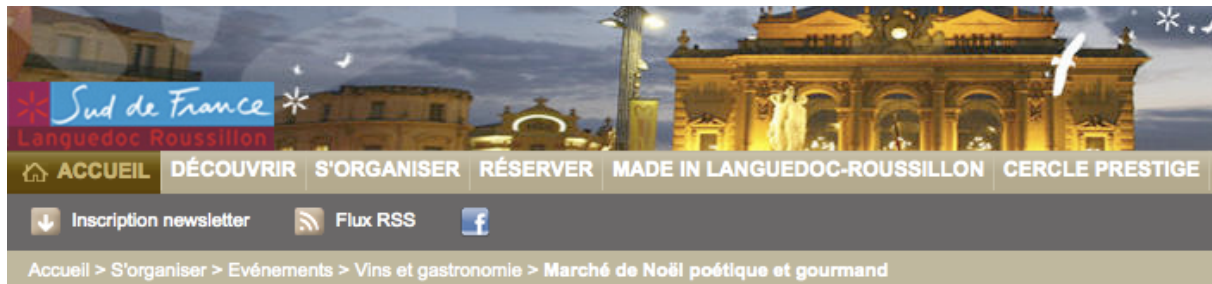 Sud de France
Languedoc Roussillon
ACCUEIL DÉCOUVRIR S'ORGANISER RÉSERVER MADE IN LANGUEDOC-ROUSSILLON CERCLE PRESTIGE
Inscription newsletter Flux RSS f
Accueil > S'organiser > Evénements > Vins et gastronomie > Marché de Noël poétique et gourmand